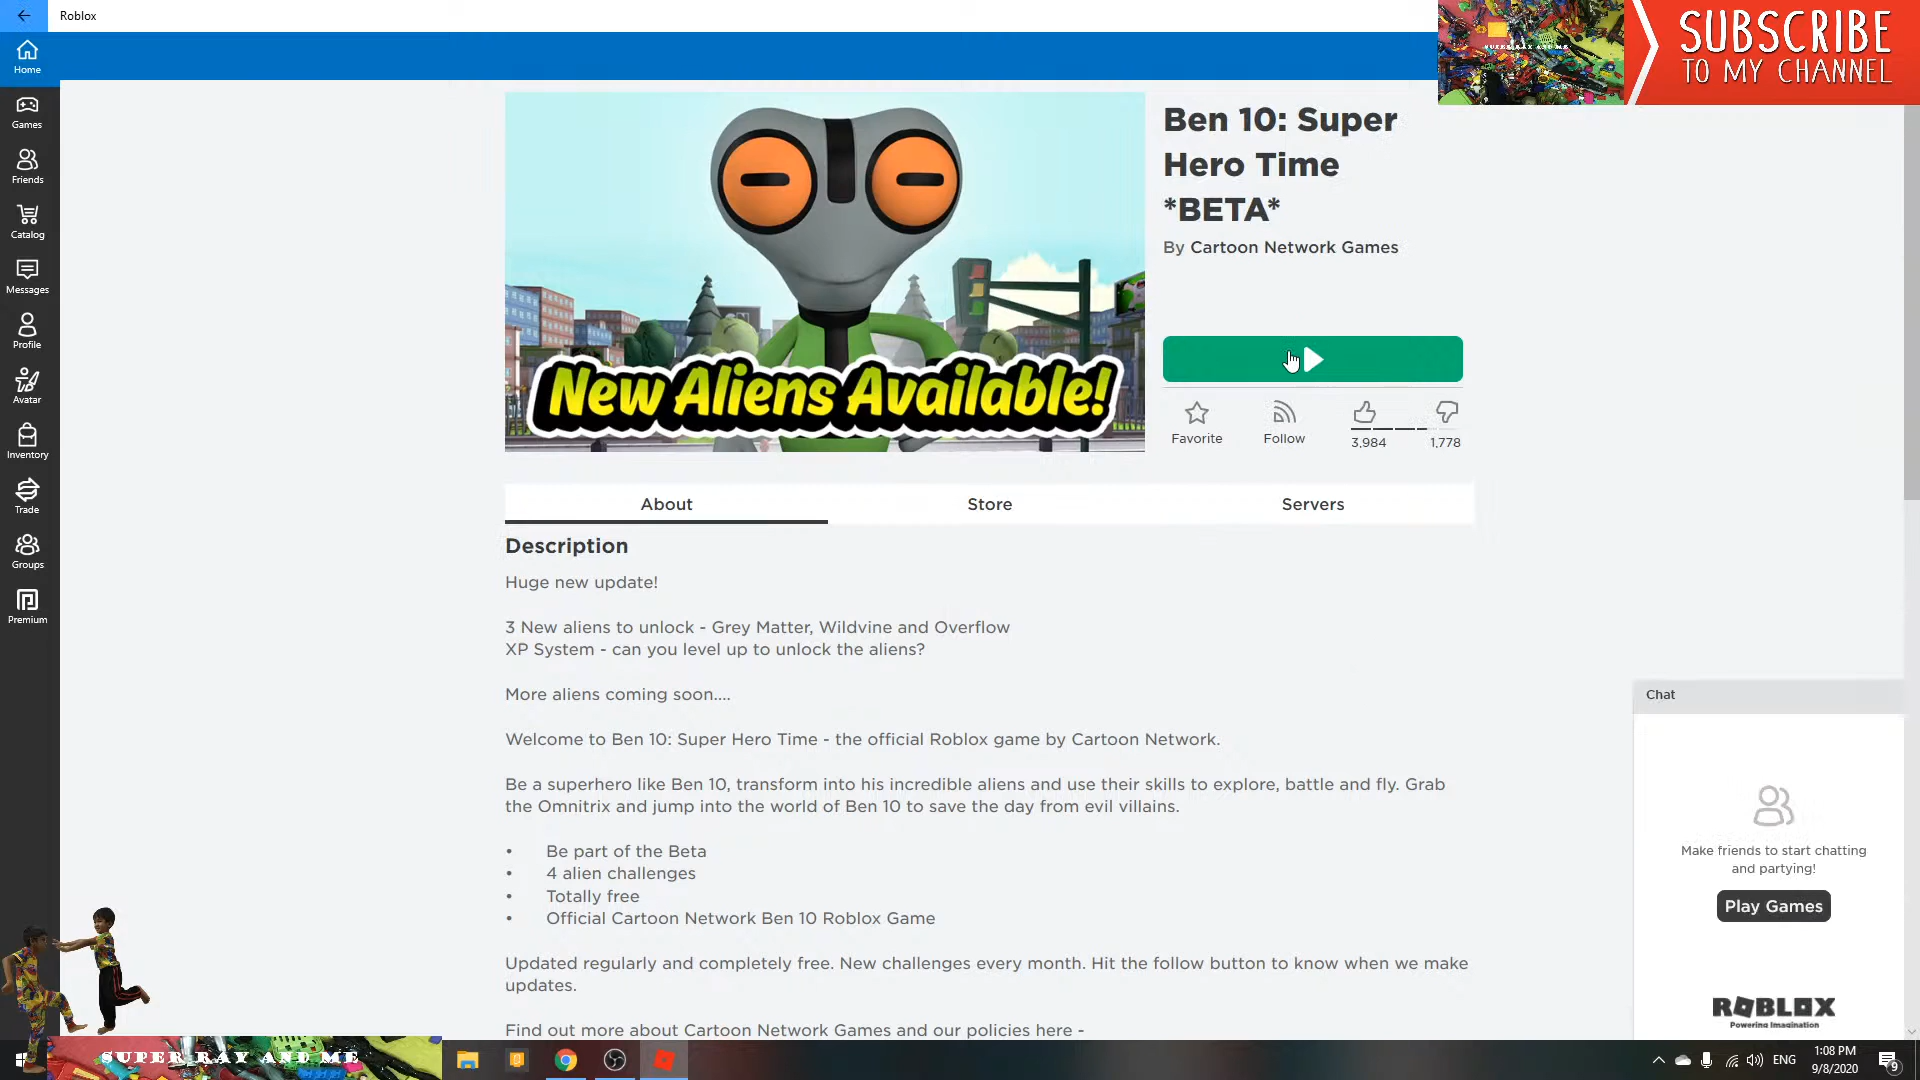 Roblox
SUBSCRIBE
TO MY CHANNEL
SUPER RAY AND ME
Home
Games
Friends
Catalog
Messages
Profile
Avatar
Inventory
Trade
Groups
Premium
New Aliens Available!
Ben 10: Super
Hero Time
*BETA*
By Cartoon Network Games
Favorite
Follow
3,984
1,778
About
Store
Servers
Description
Huge new update!
3 New aliens to unlock - Grey Matter, Wildvine and Overflow
XP System - can you level up to unlock the aliens?
More aliens coming soon....
Welcome to Ben 10: Super Hero Time - the official Roblox game by Cartoon Network.
Be a superhero like Ben 10, transform into his incredible aliens and use their skills to explore, battle and fly. Grab
the Omnitrix and jump into the world of Ben 10 to save the day from evil villains.
• Be part of the Beta
• 4 alien challenges
• Totally free
• Official Cartoon Network Ben 10 Roblox Game
Updated regularly and completely free. New challenges every month. Hit the follow button to know when we make
updates.
Find out more about Cartoon Network Games and our policies here -
Chat
Make friends to start chatting
and partying!
Play Games
ROBLOX
Powering Imagination
SUPER RAY AND ME
ENG
1:08 PM
9/8/2020
9